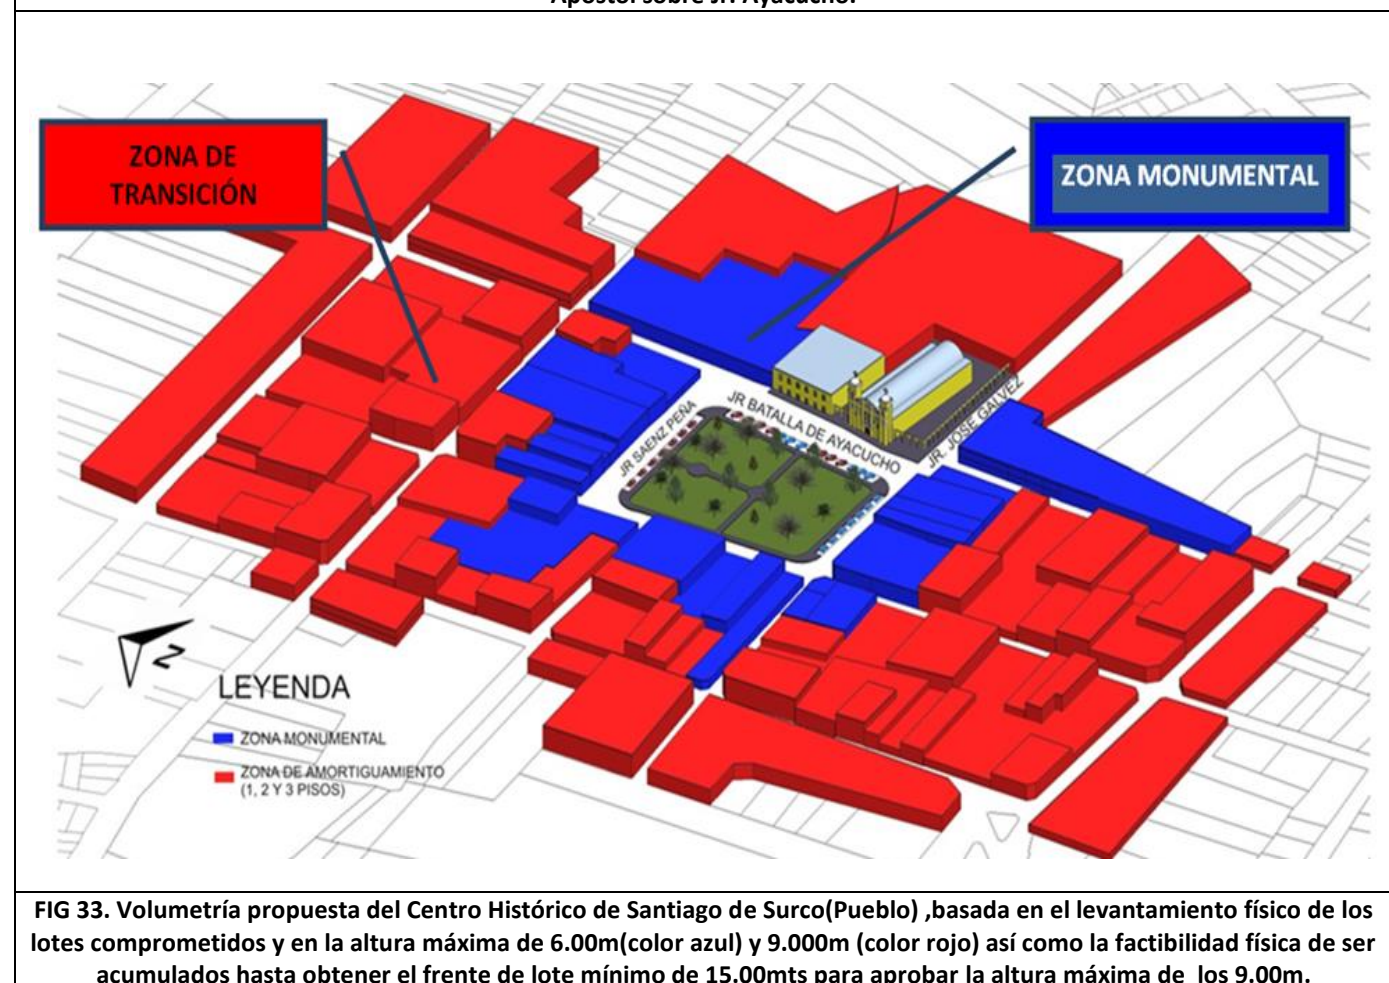 Apóstol sobre Jr. Ayacucho.
ZONA DE
TRANSICIÓN
ZONA MONUMENTAL
JR BATALLA DE AYACUCHO
JR SAENZ PEÑA
JR. JOSE GALVEZ
N
LEYENDA
ZONA MONUMENTAL
ZONA DE AMORTIGUAMIENTO
(1, 2 Y 3 PISOS)
FIG 33. Volumetría propuesta del Centro Histórico de Santiago de Surco(Pueblo) ,basada en el levantamiento físico de los
lotes comprometidos y en la altura máxima de 6.00m(color azul) y 9.000m (color rojo) así como la factibilidad física de ser
acumulados hasta obtener el frente de lote mínimo de 15.00mts para aprobar la altura máxima de los 9.00m.